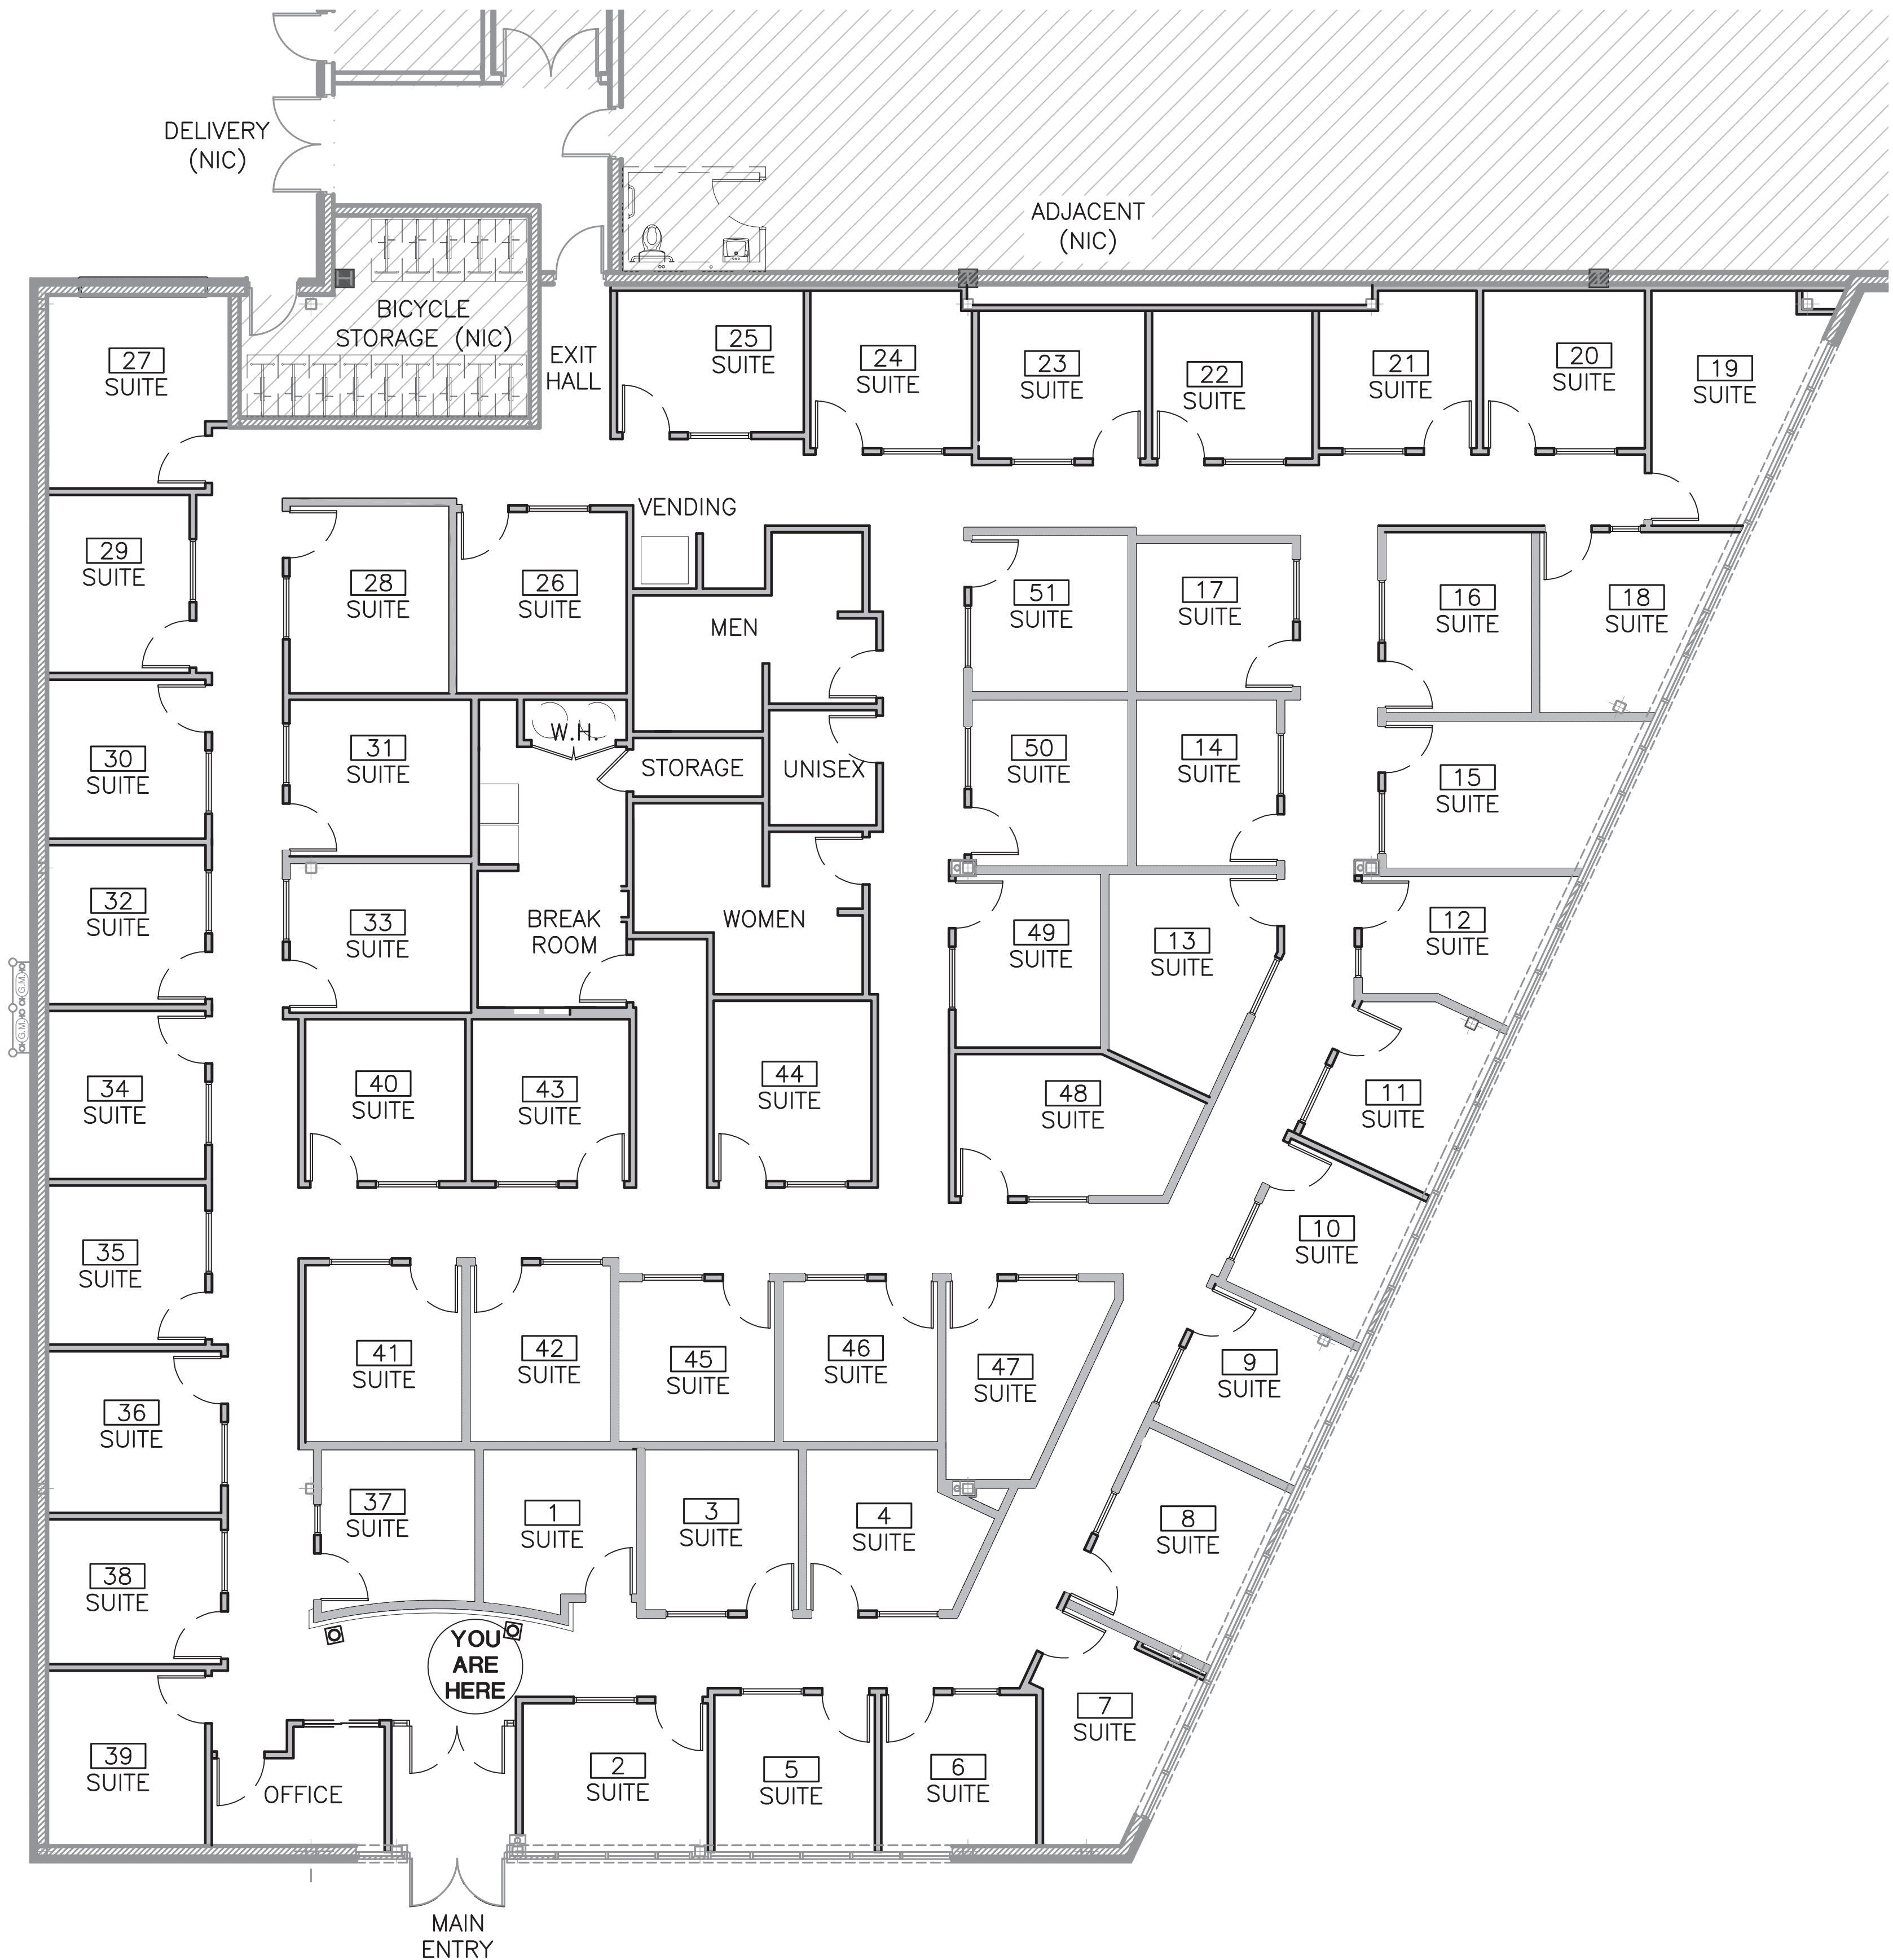 DELIVERY
(NIC)
ADJACENT
(NIC)
BICYCLE
STORAGE (NIC)
EXIT
HALL
27
SUITE
25
SUITE
24
SUITE
23
SUITE
22
SUITE
21
SUITE
20
SUITE
19
SUITE
VENDING
29
SUITE
28
SUITE
26
SUITE
MEN
51
SUITE
17
SUITE
16
SUITE
18
SUITE
30
SUITE
31
SUITE
W.H.
STORAGE
UNISEX
50
SUITE
14
SUITE
15
SUITE
32
SUITE
33
SUITE
BREAK
ROOM
WOMEN
49
SUITE
13
SUITE
12
SUITE
G.M.
G.M.
34
SUITE
40
SUITE
43
SUITE
44
SUITE
48
SUITE
11
SUITE
35
SUITE
10
SUITE
36
SUITE
41
SUITE
42
SUITE
45
SUITE
46
SUITE
47
SUITE
9
SUITE
38
SUITE
37
SUITE
1
SUITE
3
SUITE
4
SUITE
8
SUITE
YOU
ARE
HERE
39
SUITE
OFFICE
2
SUITE
5
SUITE
6
SUITE
7
SUITE
MAIN
ENTRY